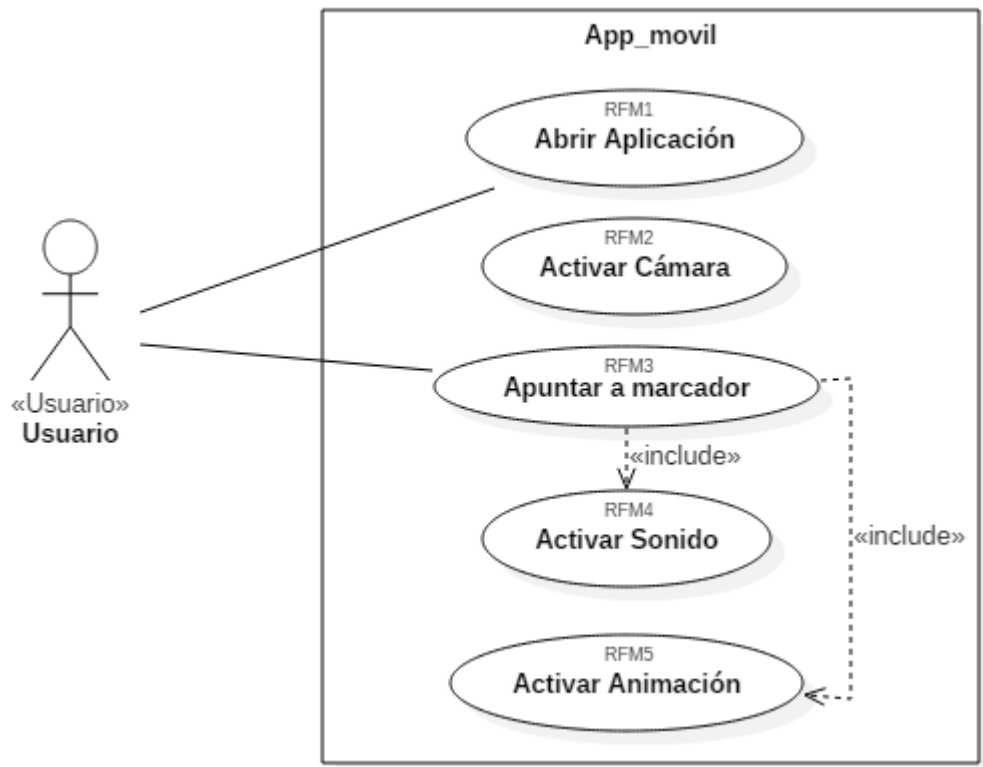 App_movil
RFM1
Abrir Aplicación
RFM2
Activar Cámara
RFM3
Apuntar a marcador
«Usuario»
Usuario
«include»
RFM4
Activar Sonido
«include»
RFM5
Activar Animación